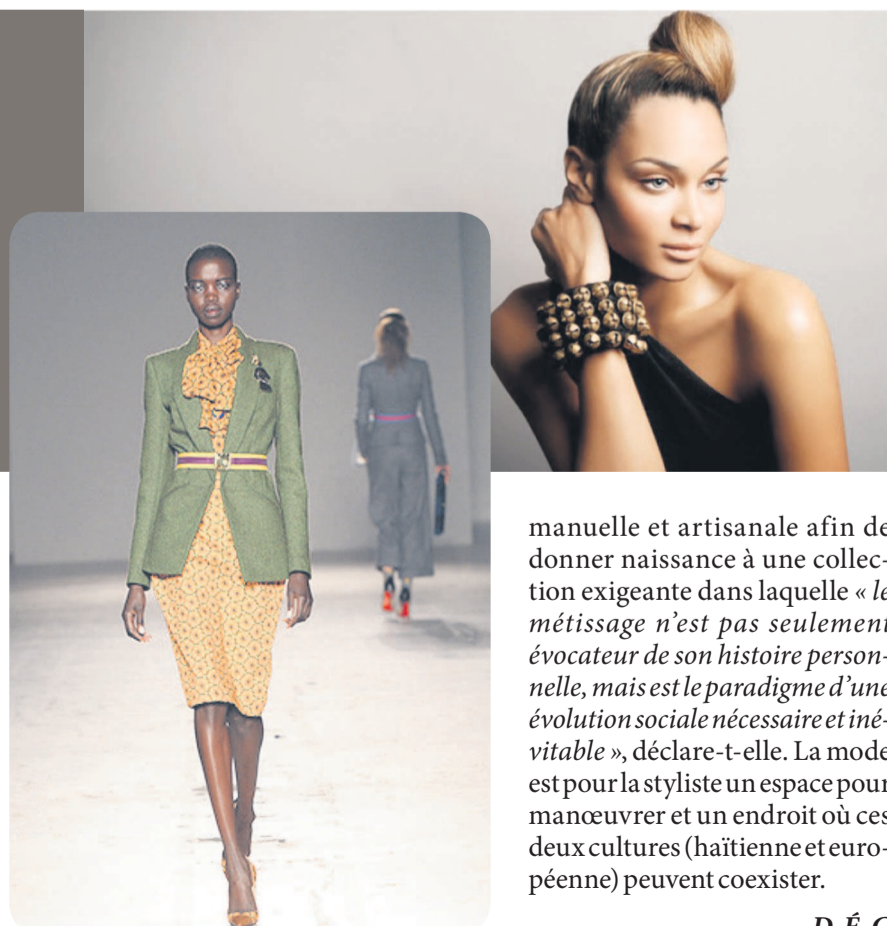 manuelle et artisanale afin de
donner naissance à une collec-
tion exigeante dans laquelle « le
métissage n’est pas seulement
évocateur de son histoire person-
nelle, mais est le paradigme d’une
évolution sociale nécessaire et iné-
vitable », déclare-t-elle. La mode
est pour la styliste un espace pour
manœuvrer et un endroit où ces
deux cultures (haïtienne et euro-
péenne) peuvent coexister.